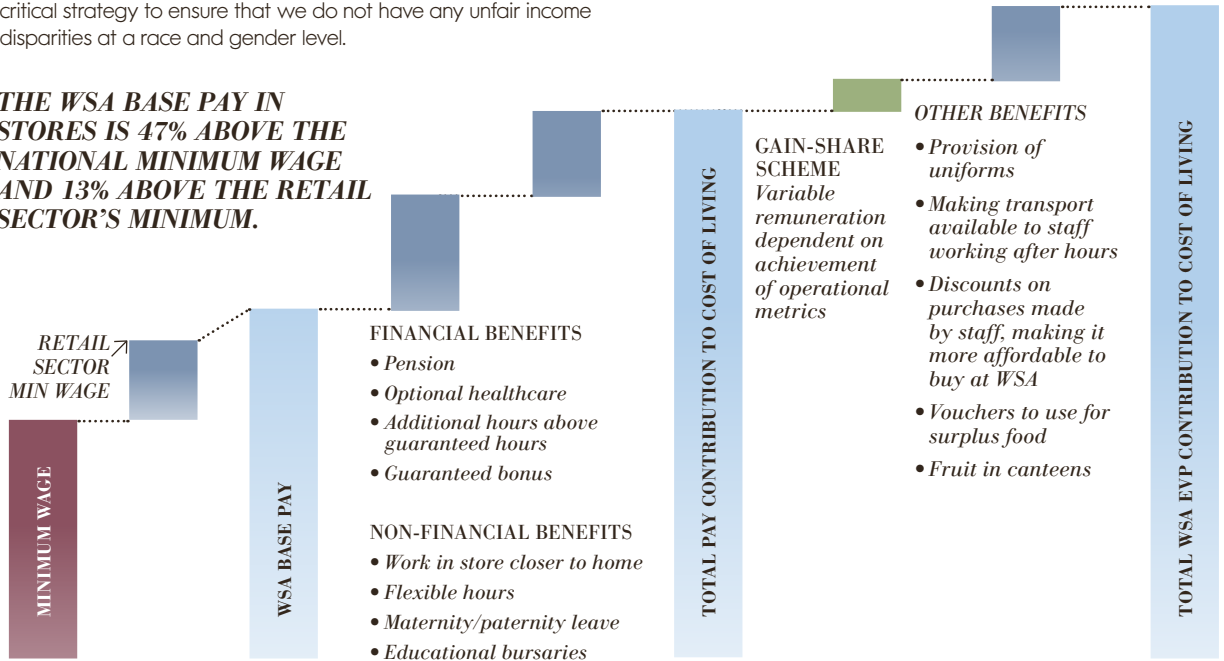 critical strategy to ensure that we do not have any unfair income
disparities at a race and gender level.
THE WSA BASE PAY IN
STORES IS 47% ABOVE THE
NATIONAL MINIMUM WAGE
AND 13% ABOVE THE RETAIL
SECTOR'S MINIMUM.
RETAIL
SECTOR
MIN WAGE
MINIMUM WAGE
WSA BASE PAY
FINANCIAL BENEFITS
• Pension
• Optional healthcare
• Additional hours above
guaranteed hours
• Guaranteed bonus
NON-FINANCIAL BENEFITS
• Work in store closer to home
• Flexible hours
• Maternity/paternity leave
• Educational bursaries
TOTAL PAY CONTRIBUTION TO COST OF LIVING
GAIN-SHARE
SCHEME
Variable
remuneration
dependent on
achievement
of operational
metrics
OTHER BENEFITS
• Provision of
uniforms
• Making transport
available to staff
working after hours
• Discounts on
purchases made
by staff, making it
more affordable to
buy at WSA
• Vouchers to use for
surplus food
• Fruit in canteens
TOTAL WSA EVP CONTRIBUTION TO COST OF LIVING